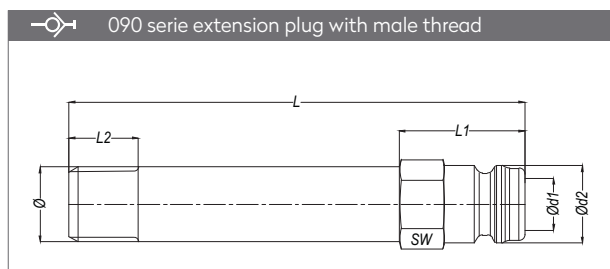 090 serie extension plug with male thread
L
L2
L1
Ø
SW
Ød1
Ød2